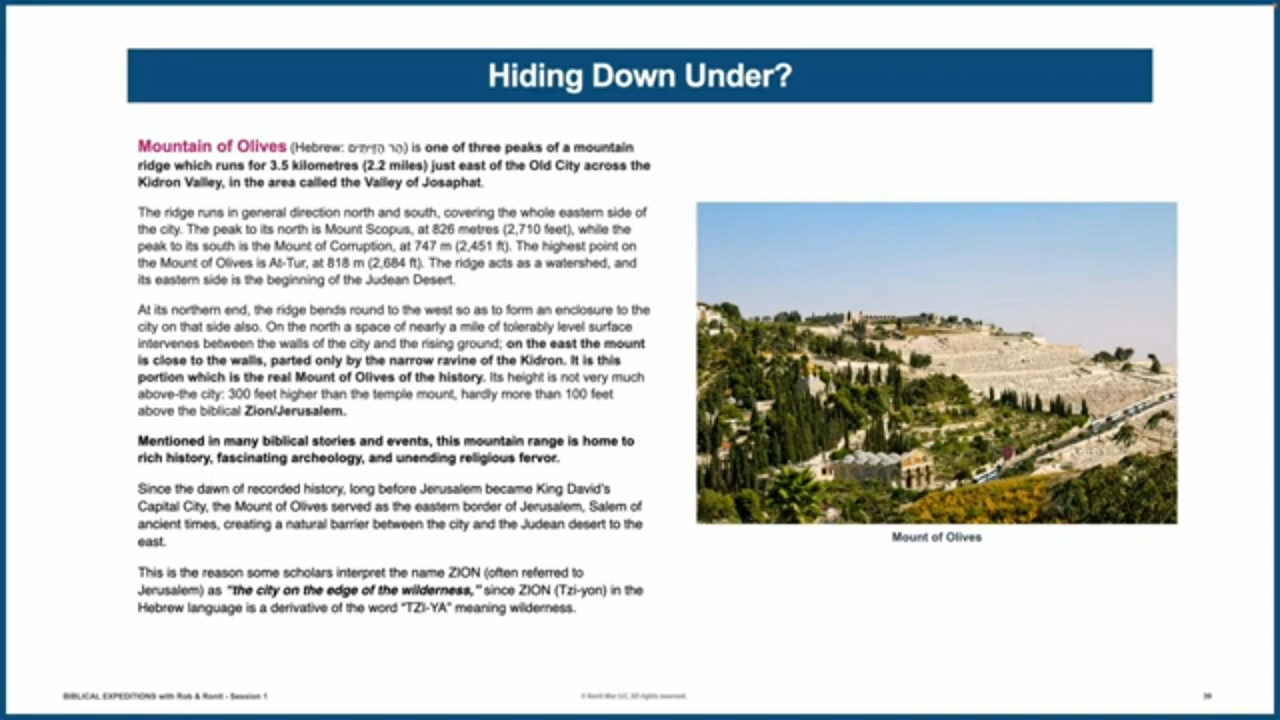 Hiding Down Under?
Mountain of Olives (Hebrew: הַר הַזֵּיתִים) is one of three peaks of a mountain
ridge which runs for 3.5 kilometres (2.2 miles) just east of the Old City across the
Kidron Valley, in the area called the Valley of Josaphat.
The ridge runs in general direction north and south, covering the whole eastern side of
the city. The peak to its north is Mount Scopus, at 826 metres (2,710 feet), while the
peak to its south is the Mount of Corruption, at 747 m (2,451 ft). The highest point on
the Mount of Olives is At-Tur, at 818 m (2,684 ft). The ridge acts as a watershed, and
its eastern side is the beginning of the Judean Desert.
At its northern end, the ridge bends round to the west so as to form an enclosure to the
city on that side also. On the north a space of nearly a mile of tolerably level surface
intervenes between the walls of the city and the rising ground; on the east the mount
is close to the walls, parted only by the narrow ravine of the Kidron. It is this
portion which is the real Mount of Olives of the history. Its height is not very much
above-the city: 300 feet higher than the temple mount, hardly more than 100 feet
above the biblical Zion/Jerusalem.
Mentioned in many biblical stories and events, this mountain range is home to
rich history, fascinating archeology, and unending religious fervor.
Since the dawn of recorded history, long before Jerusalem became King David's
Capital City, the Mount of Olives served as the eastern border of Jerusalem, Salem of
ancient times, creating a natural barrier between the city and the Judean desert to the
east.
This is the reason some scholars interpret the name ZION (often referred to
Jerusalem) as "the city on the edge of the wilderness," since ZION (Tzi-yon) in the
Hebrew language is a derivative of the word "TZI-YA" meaning wilderness.
Mount of Olives
BIBLICAL EXPEDITIONS with Rob & Ronit - Session 1
© Ronit Mor LLC. All rights reserved.
39